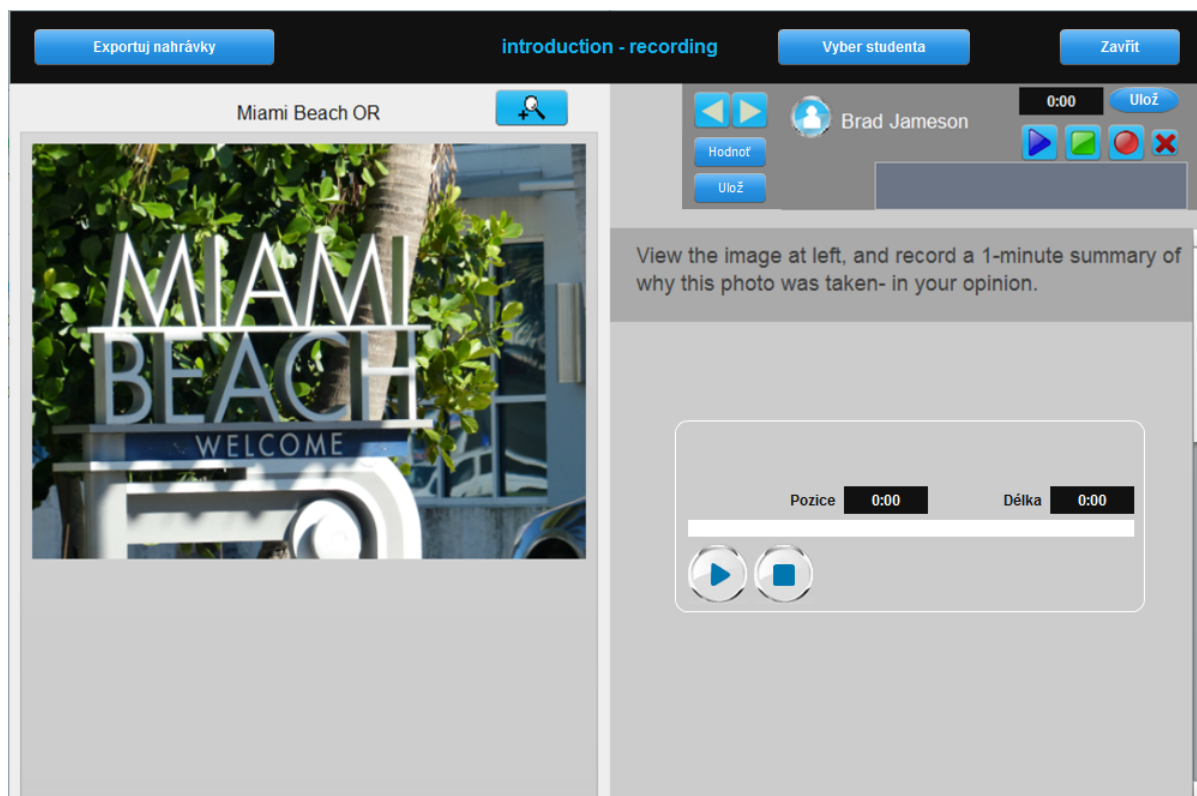 Exportuj nahrávky
introduction - recording
Vyber studenta
Zavřít
Miami Beach OR
MIAMI
BEACH
WELCOME
Brad Jameson
0:00
Ulož
Hodnoť
Ulož
View the image at left, and record a 1-minute summary of
why this photo was taken- in your opinion.
Pozice 0:00
Délka 0:00